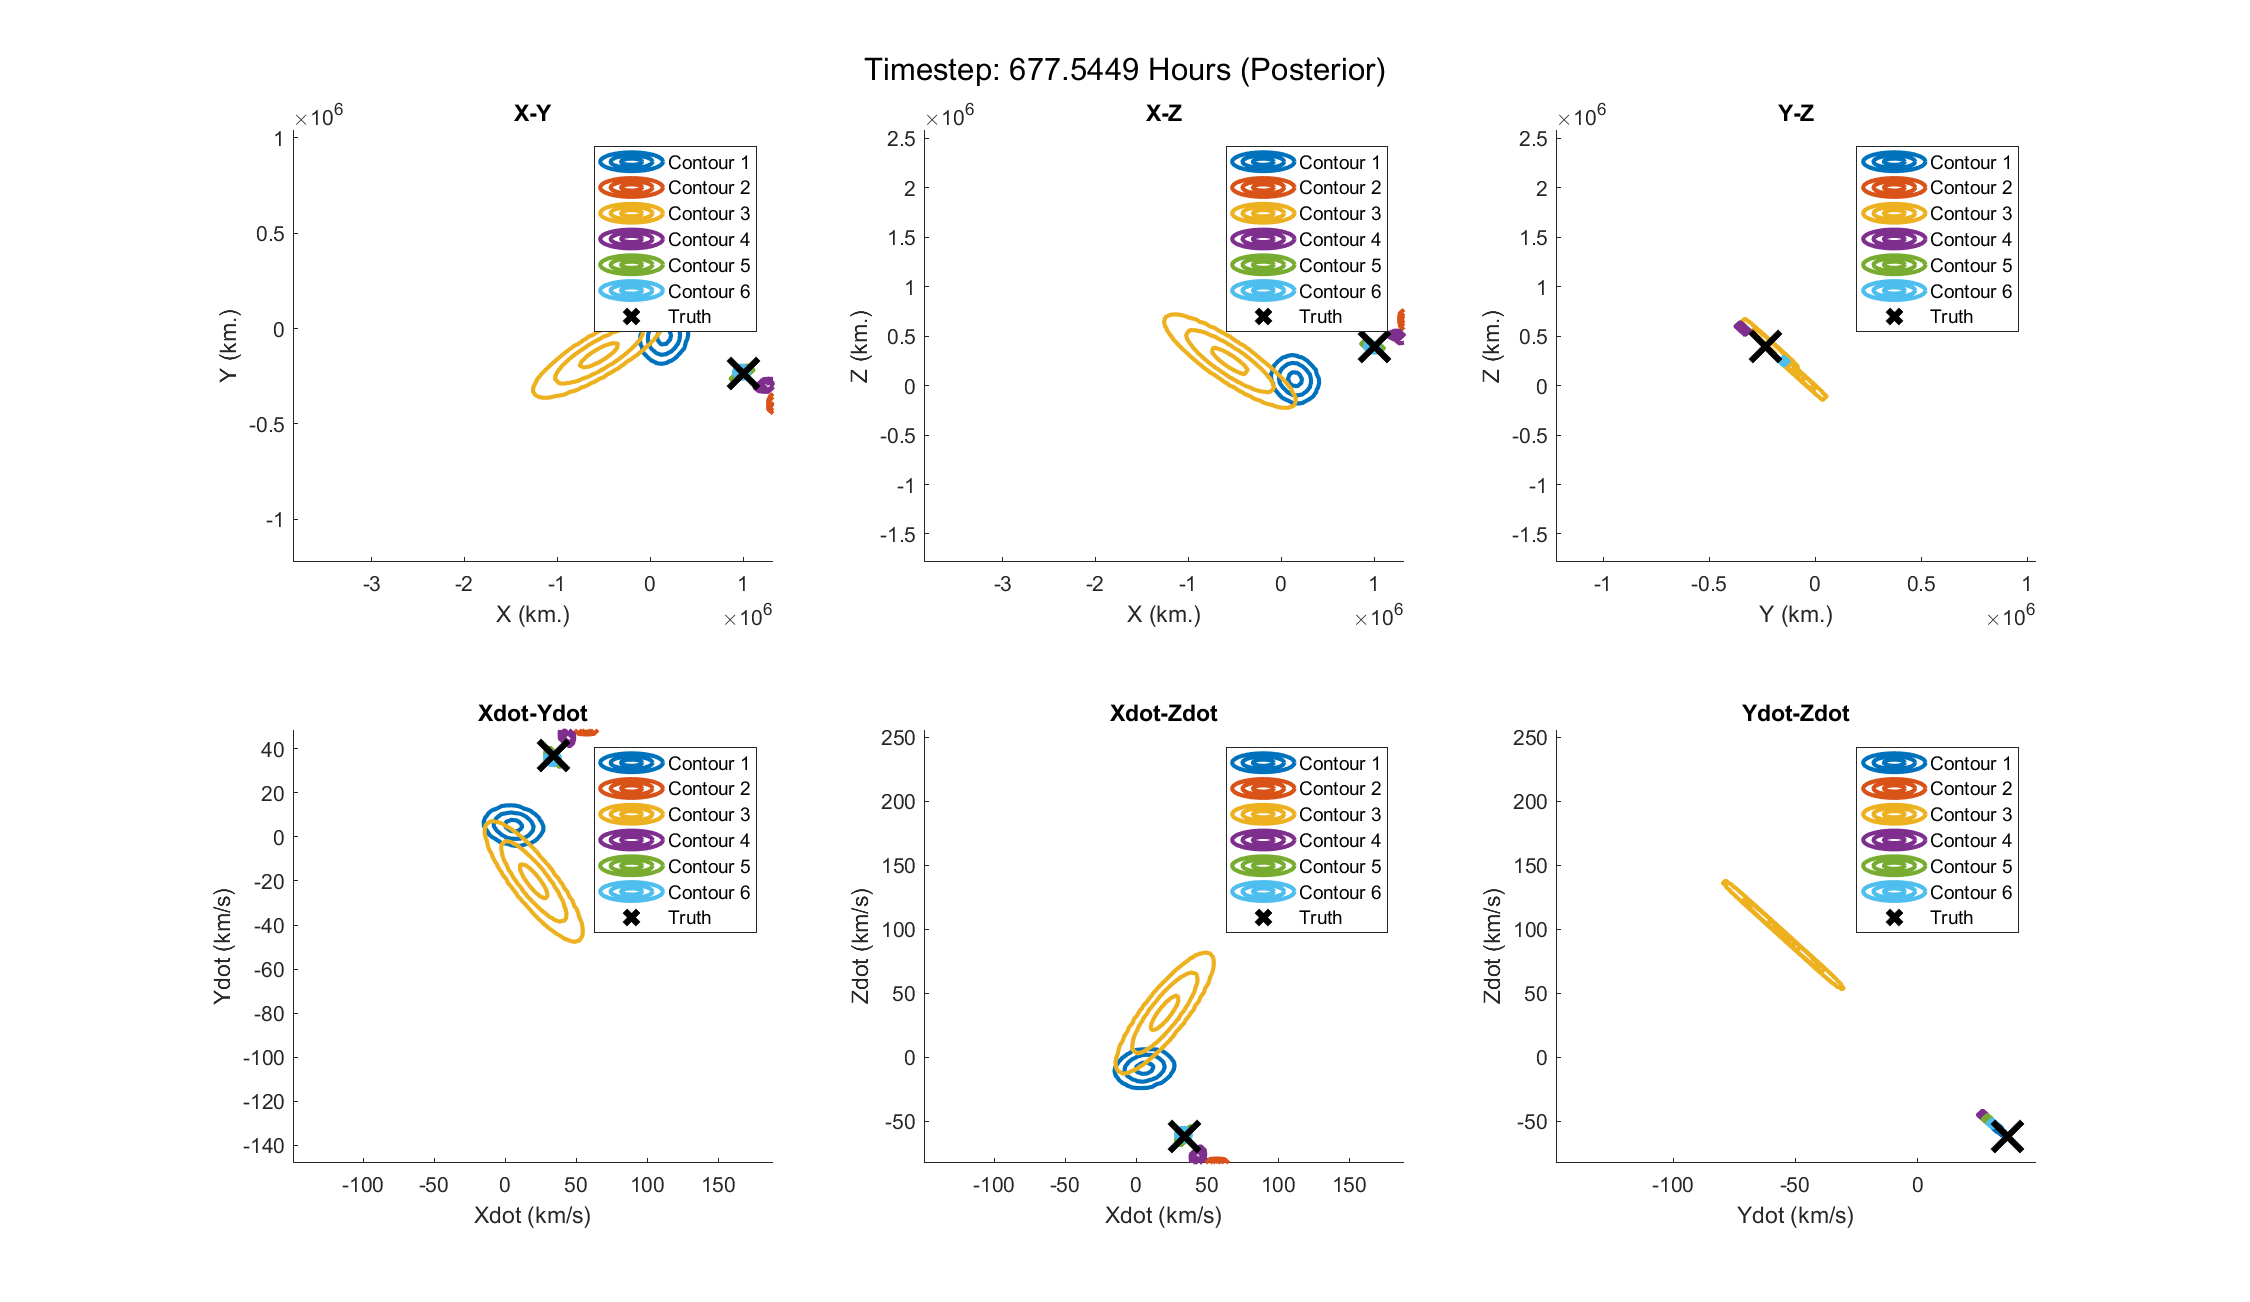 Timestep: 677.5449 Hours (Posterior)
X-Y
×10^6
1
0.5
0
-0.5
-1
Y (km.)
-3 -2 -1 0 1
X (km.)
×10^6
Contour 1
Contour 2
Contour 3
Contour 4
Contour 5
Contour 6
Truth
X-Z
×10^6
2.5
2
1.5
1
0.5
0
-0.5
-1
-1.5
Z (km.)
-3 -2 -1 0 1
X (km.)
×10^6
Contour 1
Contour 2
Contour 3
Contour 4
Contour 5
Contour 6
Truth
Y-Z
×10^6
2.5
2
1.5
1
0.5
0
-0.5
-1
-1.5
Z (km.)
-1 -0.5 0 0.5 1
Y (km.)
×10^6
Contour 1
Contour 2
Contour 3
Contour 4
Contour 5
Contour 6
Truth
Xdot-Ydot
40
20
0
-20
-40
-60
-80
-100
-120
-140
Ydot (km/s)
-100 -50 0 50 100 150
Xdot (km/s)
Contour 1
Contour 2
Contour 3
Contour 4
Contour 5
Contour 6
Truth
Xdot-Zdot
250
200
150
100
50
0
-50
Zdot (km/s)
-100 -50 0 50 100 150
Xdot (km/s)
Contour 1
Contour 2
Contour 3
Contour 4
Contour 5
Contour 6
Truth
Ydot-Zdot
250
200
150
100
50
0
-50
Zdot (km/s)
-100 -50 0
Ydot (km/s)
Contour 1
Contour 2
Contour 3
Contour 4
Contour 5
Contour 6
Truth